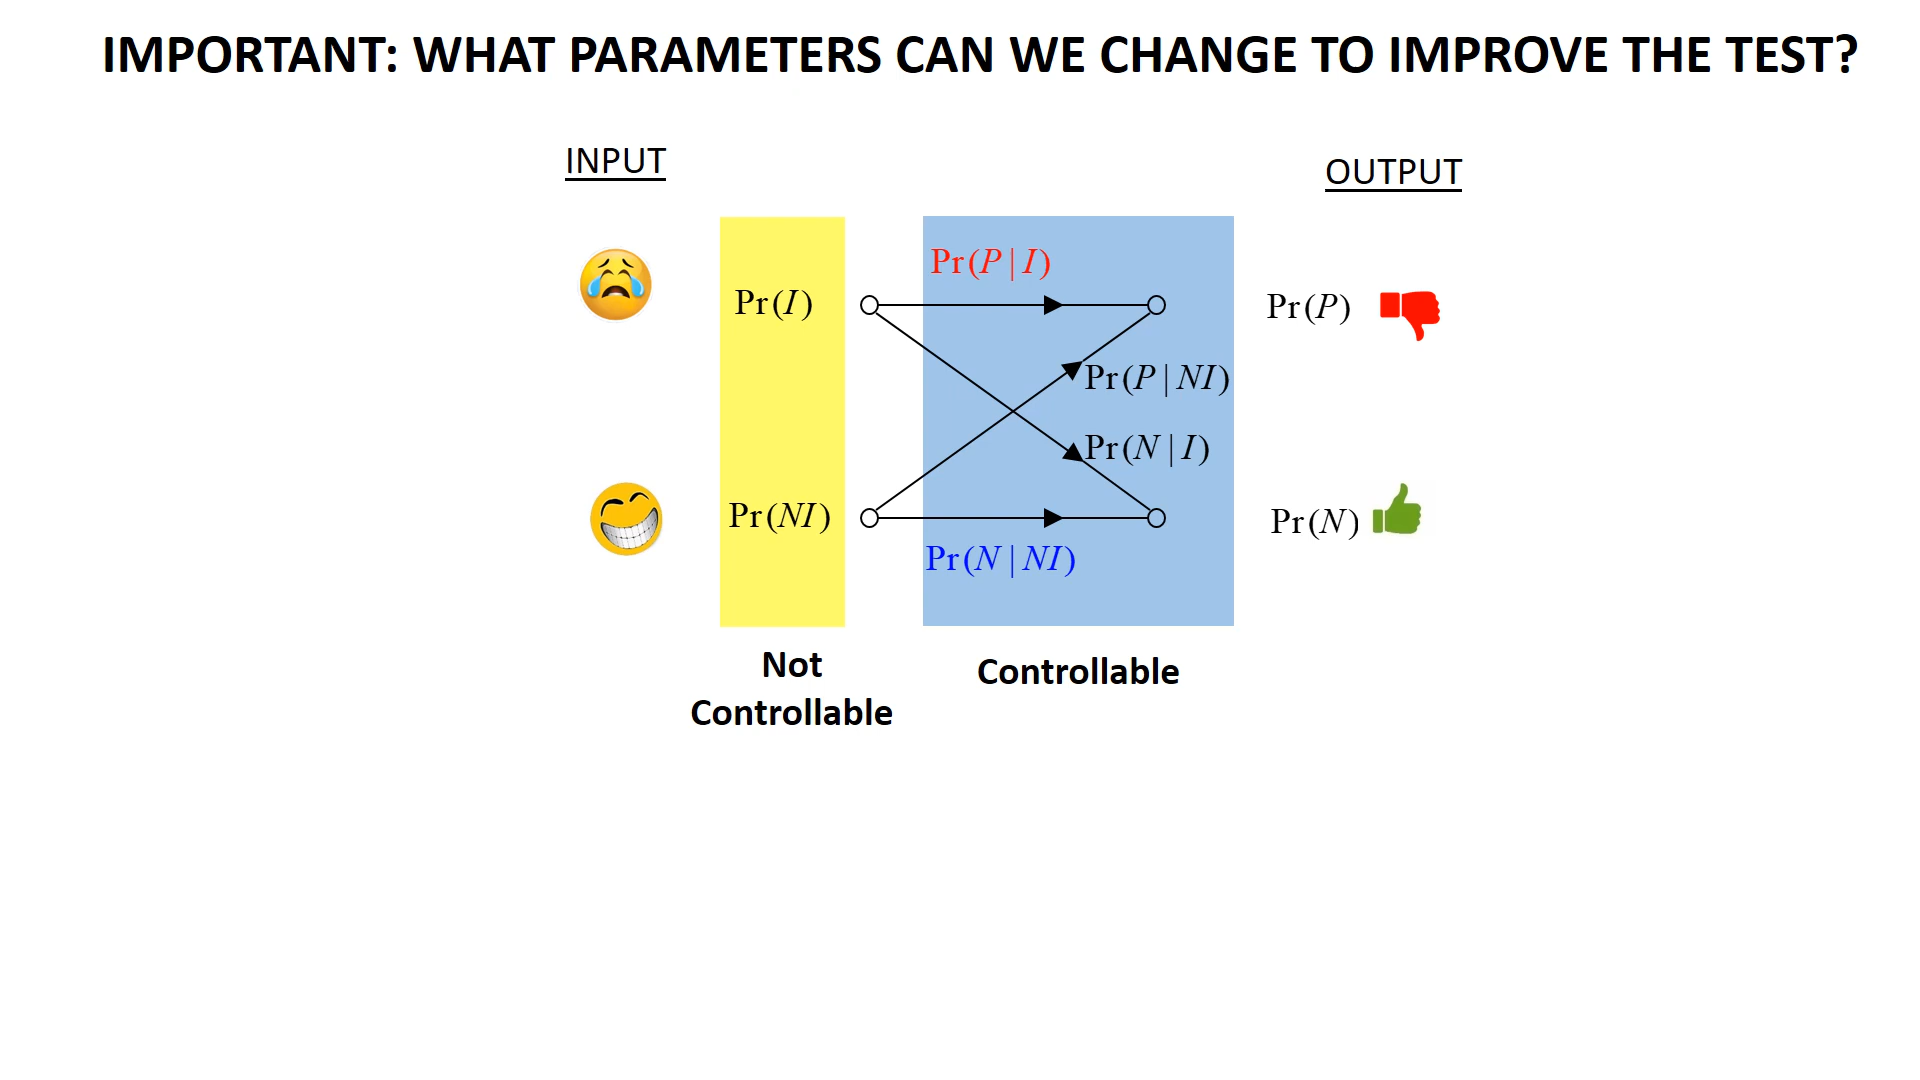 IMPORTANT: WHAT PARAMETERS CAN WE CHANGE TO IMPROVE THE TEST?
INPUT
OUTPUT
Pr(P | I)
Pr(I)
Pr(P)
Pr(P | NI)
Pr(N | I)
Pr(NI)
Pr(N)
Pr(N | NI)
Not
Controllable
Controllable